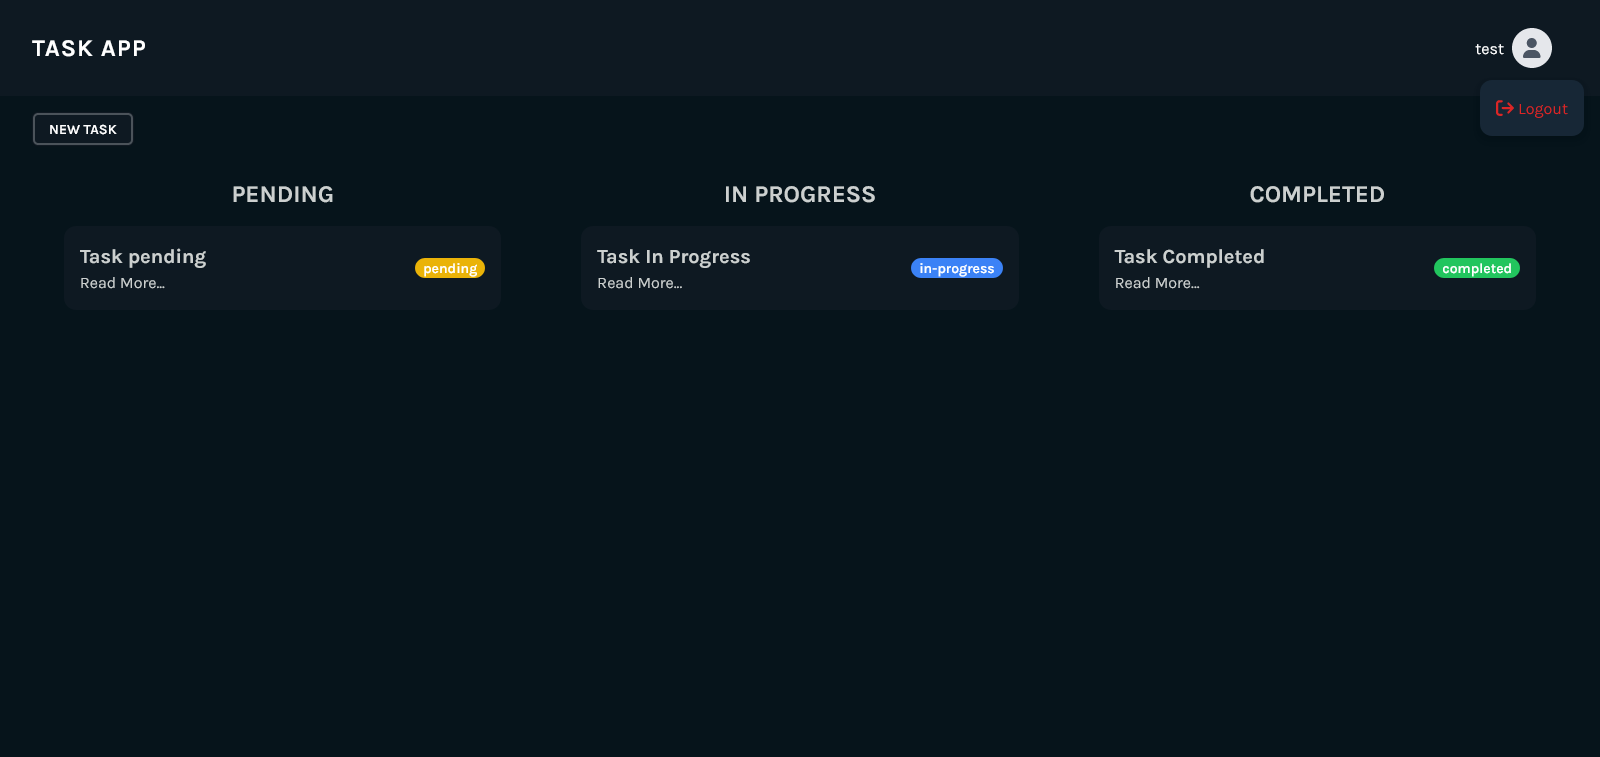 TASK APP
test
Logout
NEW TASK
PENDING
Task pending
Read More...
pending
IN PROGRESS
Task In Progress
Read More...
in-progress
COMPLETED
Task Completed
Read More...
completed